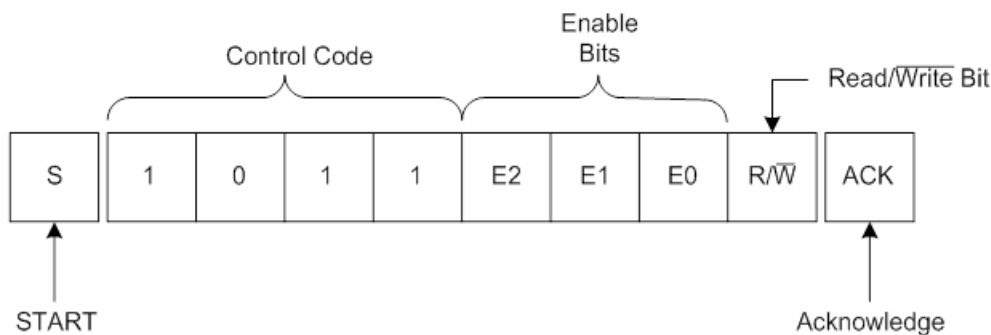 Enable
Bits
Control Code
Read/Write Bit
S 1 0 1 1 E2 E1 E0 R/W ACK
START
Acknowledge